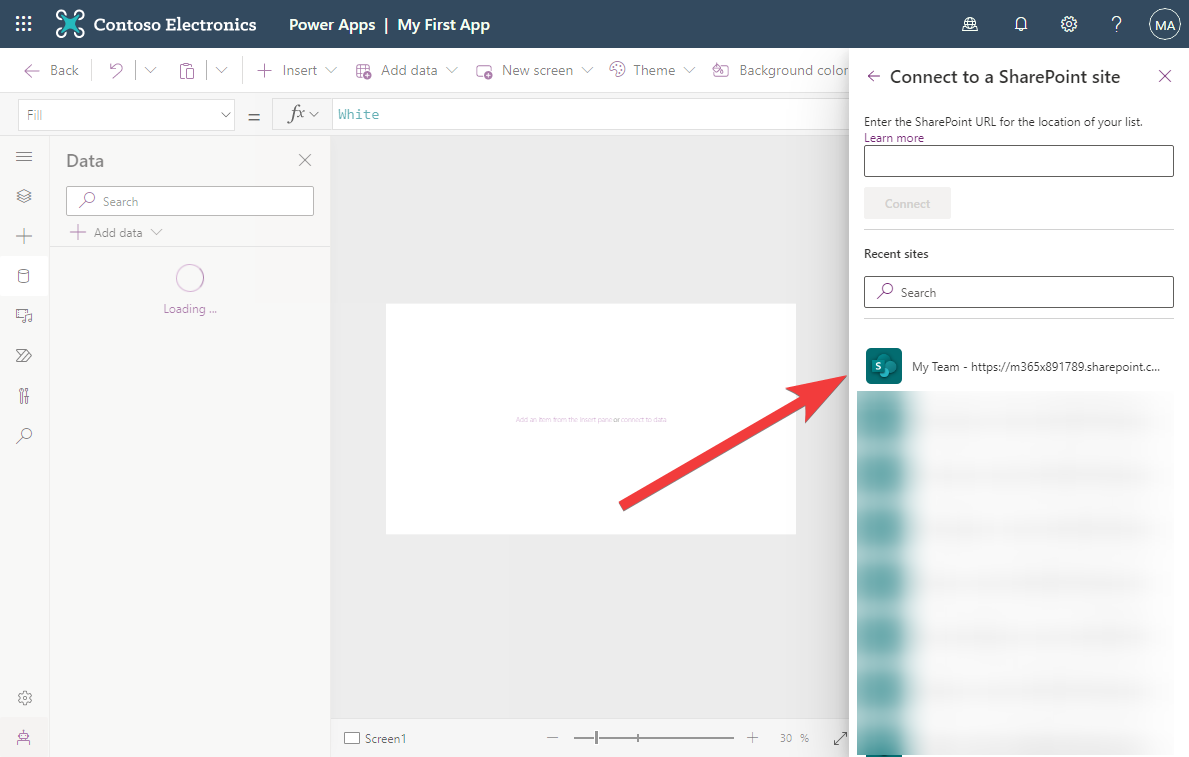 Contoso Electronics
Power Apps | My First App
MA
Back
Insert
Add data
New screen
Theme
Background color
Fill
=
fx
White
Data
Search
Add data
Loading ...
Add an item from the Insert pane or connect to data
Screen1
30 %
Connect to a SharePoint site
Enter the SharePoint URL for the location of your list.
Learn more
Connect
Recent sites
Search
My Team - https://m365x891789.sharepoint.c...